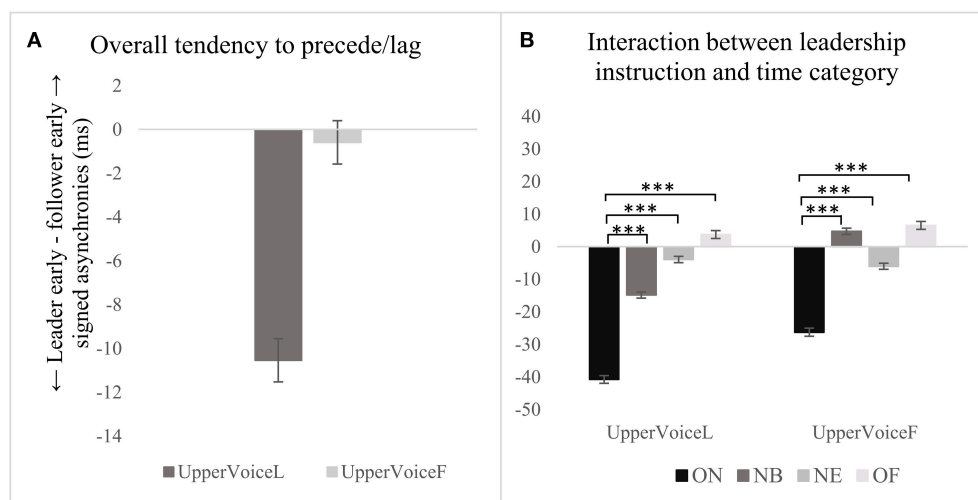 A
Overall tendency to precede/lag
← Leader early - follower early →
signed asynchronies (ms)
2
0
-2
-4
-6
-8
-10
-12
-14
UpperVoiceL UpperVoiceF
B
Interaction between leadership
instruction and time category
40
30
20
10
0
-10
-20
-30
-40
-50
***
***
***
***
***
***
UpperVoiceL UpperVoiceF
ON NB NE OF